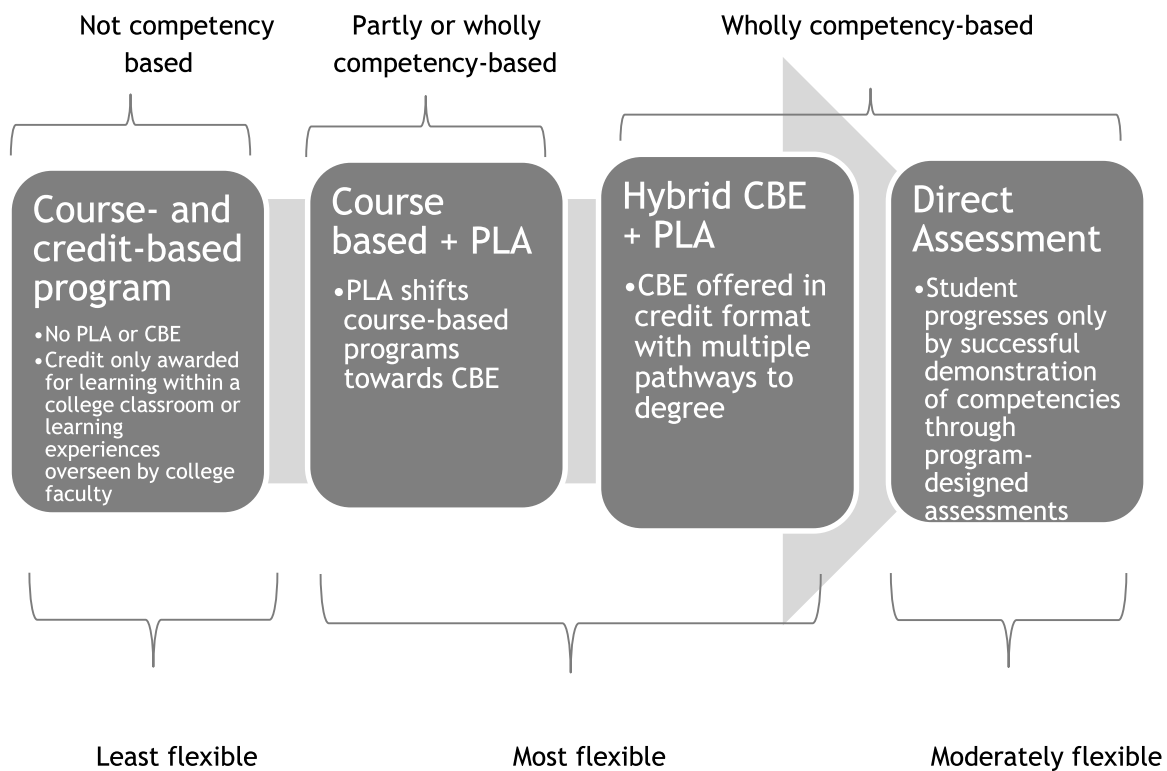 Not competency
based
Partly or wholly
competency-based
Wholly competency-based
Course- and
credit-based
program
•No PLA or CBE
•Credit only awarded
for learning within a
college classroom or
learning
experiences
overseen by college
faculty
Course
based + PLA
•PLA shifts
course-based
programs
towards CBE
Hybrid CBE
+ PLA
•CBE offered in
credit format
with multiple
pathways to
degree
Direct
Assessment
•Student
progresses only
by successful
demonstration
of competencies
through
program-
designed
assessments
Least flexible
Most flexible
Moderately flexible